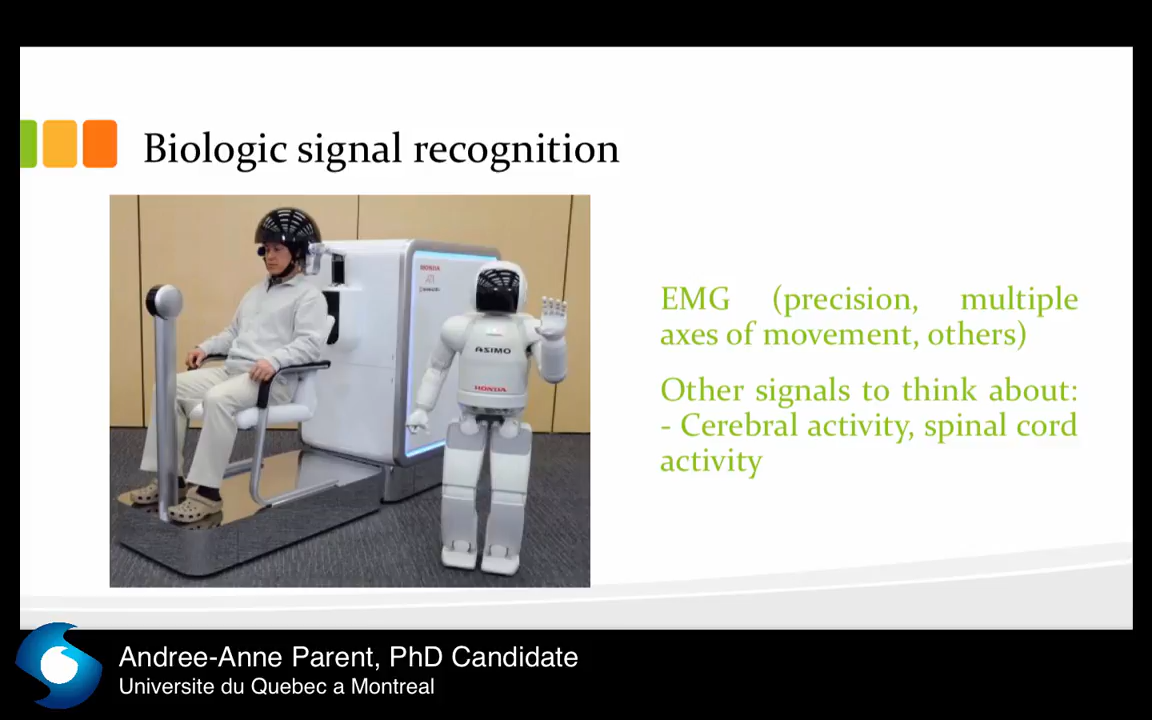 Biologic signal recognition
HONDA
ASIMO
HONDA
EMG (precision, multiple
axes of movement, others)
Other signals to think about:
- Cerebral activity, spinal cord
activity
Andree-Anne Parent, PhD Candidate
Universite du Quebec a Montreal